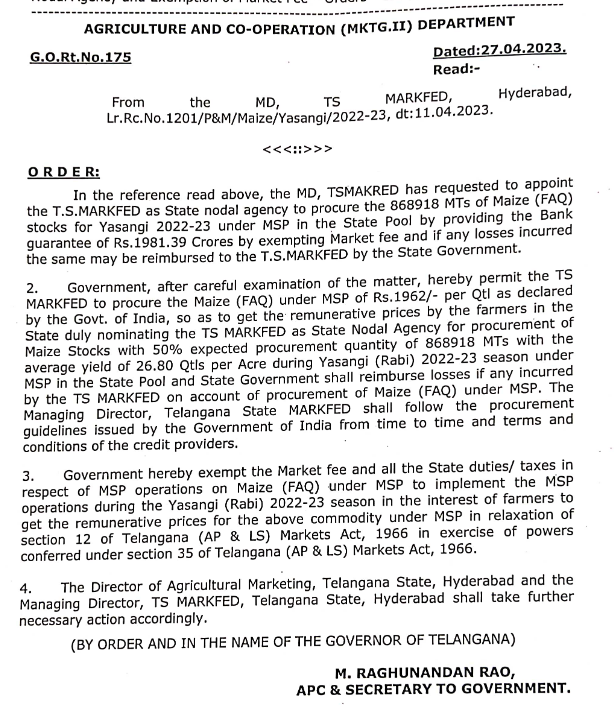 AGRICULTURE AND CO-OPERATION (MKTG.II) DEPARTMENT
G.O.Rt.No.175
Dated:27.04.2023.
Read:-
From the MD, TS MARKFED, Hyderabad,
Lr.Rc.No.1201/P&M/Maize/Yasangi/2022-23, dt:11.04.2023.
<<<::>>>
O R D E R:
In the reference read above, the MD, TSMAKRED has requested to appoint
the T.S.MARKFED as State nodal agency to procure the 868918 MTs of Maize (FAQ)
stocks for Yasangi 2022-23 under MSP in the State Pool by providing the Bank
guarantee of Rs.1981.39 Crores by exempting Market fee and if any losses incurred
the same may be reimbursed to the T.S.MARKFED by the State Government.
2. Government, after careful examination of the matter, hereby permit the TS
MARKFED to procure the Maize (FAQ) under MSP of Rs.1962/- per Qtl as declared
by the Govt. of India, so as to get the remunerative prices by the farmers in the
State duly nominating the TS MARKFED as State Nodal Agency for procurement of
Maize Stocks with 50% expected procurement quantity of 868918 MTs with the
average yield of 26.80 Qtls per Acre during Yasangi (Rabi) 2022-23 season under
MSP in the State Pool and State Government shall reimburse losses if any incurred
by the TS MARKFED on account of procurement of Maize (FAQ) under MSP. The
Managing Director, Telangana State MARKFED shall follow the procurement
guidelines issued by the Government of India from time to time and terms and
conditions of the credit providers.
3. Government hereby exempt the Market fee and all the State duties/ taxes in
respect of MSP operations on Maize (FAQ) under MSP to implement the MSP
operations during the Yasangi (Rabi) 2022-23 season in the interest of farmers to
get the remunerative prices for the above commodity under MSP in relaxation of
section 12 of Telangana (AP & LS) Markets Act, 1966 in exercise of powers
conferred under section 35 of Telangana (AP & LS) Markets Act, 1966.
4. The Director of Agricultural Marketing, Telangana State, Hyderabad and the
Managing Director, TS MARKFED, Telangana State, Hyderabad shall take further
necessary action accordingly.
(BY ORDER AND IN THE NAME OF THE GOVERNOR OF TELANGANA)
M. RAGHUNANDAN RAO,
APC & SECRETARY TO GOVERNMENT.